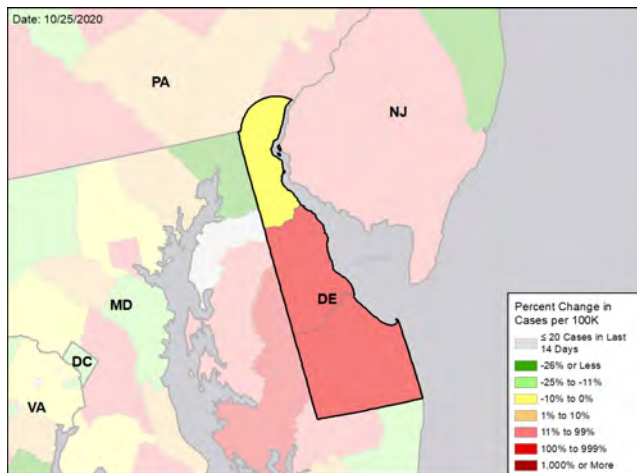 Date: 10/25/2020
PA
NJ
DE
MD
DC
VA
Percent Change in
Cases per 100K
≤ 20 Cases in Last
14 Days
-26% or Less
-25% to -11%
-10% to 0%
1% to 10%
11% to 99%
100% to 999%
1,000% or More